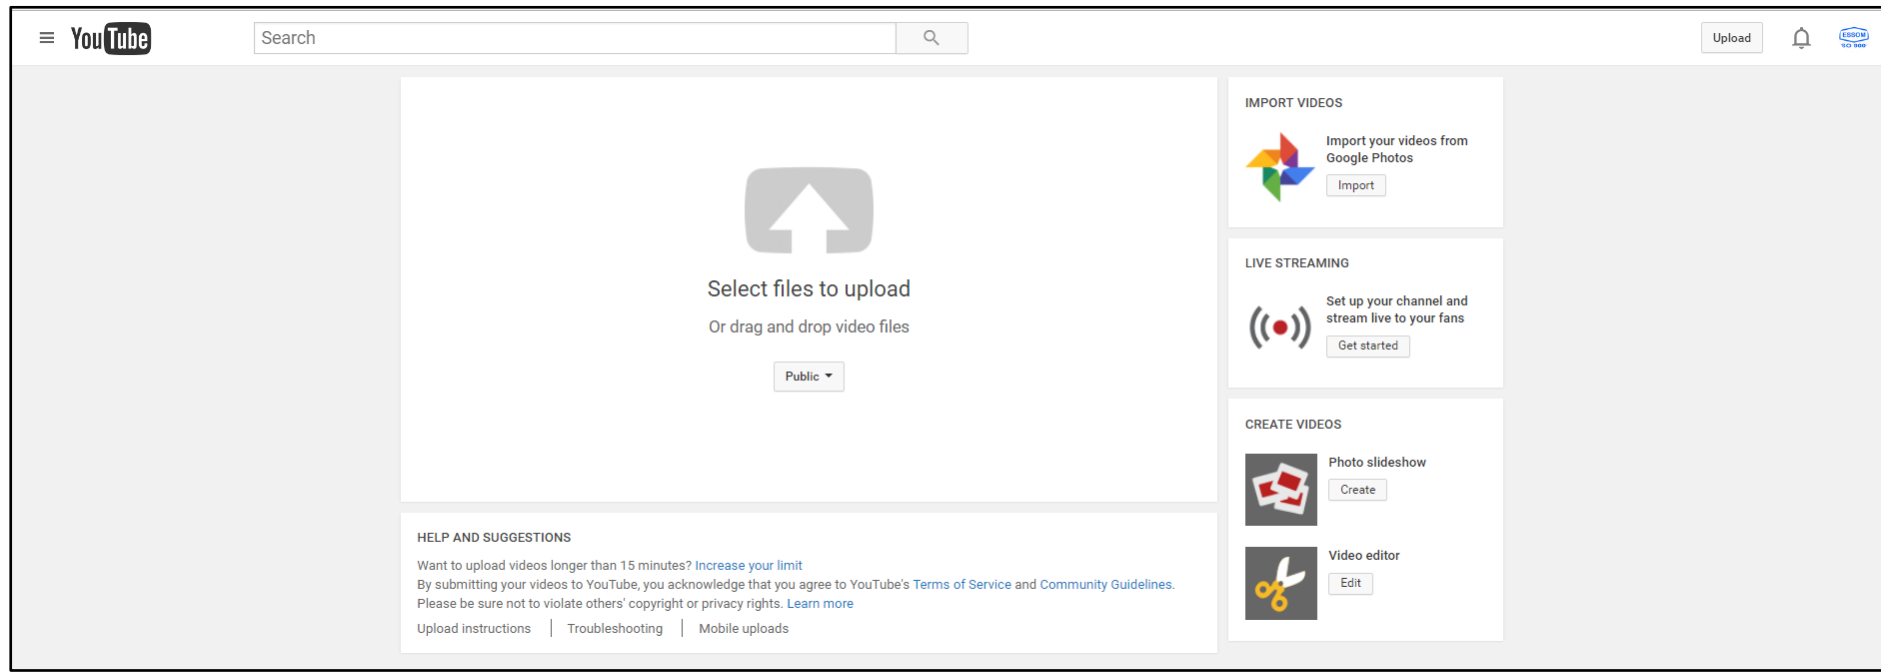 YouTube
Search
Upload
ESSOM
Select files to upload
Or drag and drop video files
Public
HELP AND SUGGESTIONS
Want to upload videos longer than 15 minutes? Increase your limit
By submitting your videos to YouTube, you acknowledge that you agree to YouTube's Terms of Service and Community Guidelines.
Please be sure not to violate others' copyright or privacy rights. Learn more
Upload instructions
Troubleshooting
Mobile uploads
IMPORT VIDEOS
Import your videos from
Google Photos
Import
LIVE STREAMING
Set up your channel and
stream live to your fans
Get started
CREATE VIDEOS
Photo slideshow
Create
Video editor
Edit